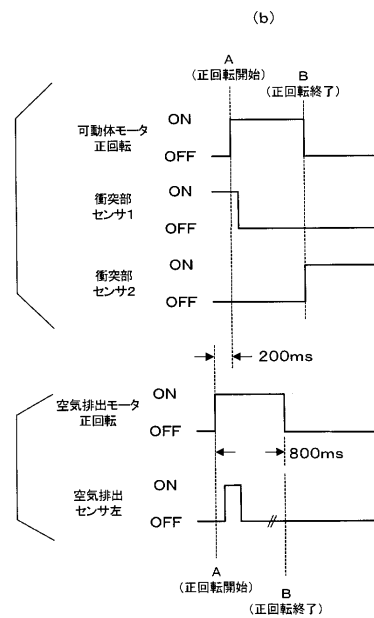 (b)
A
(正回転開始)
B
(正回転終了)
可動体モータ
正回転
ON
OFF
衝突部
センサ1
ON
OFF
衝突部
センサ2
ON
OFF
200ms
空気排出モータ
正回転
ON
OFF
800ms
空気排出
センサ左
ON
OFF
A
(正回転開始)
B
(正回転終了)